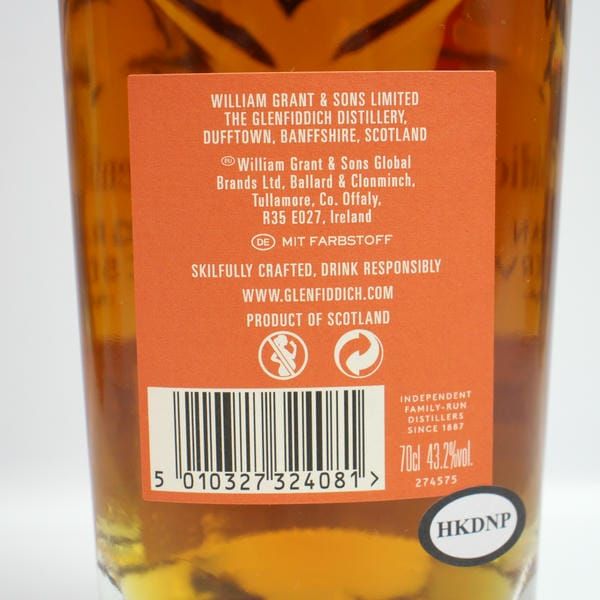 WILLIAM GRANT & SONS LIMITED
THE GLENFIDDICH DISTILLERY,
DUFFTOWN, BANFFSHIRE, SCOTLAND
EU William Grant & Sons Global
Brands Ltd, Ballard & Clonminch,
Tullamore, Co. Offaly,
R35 E027, Ireland
DE MIT FARBSTOFF
SKILFULLY CRAFTED, DRINK RESPONSIBLY
WWW.GLENFIDDICH.COM
PRODUCT OF SCOTLAND
INDEPENDENT
FAMILY-RUN
DISTILLERS
SINCE 1887
70cl 43.2%vol.
274575
5 010327 324081 >
HKDNP